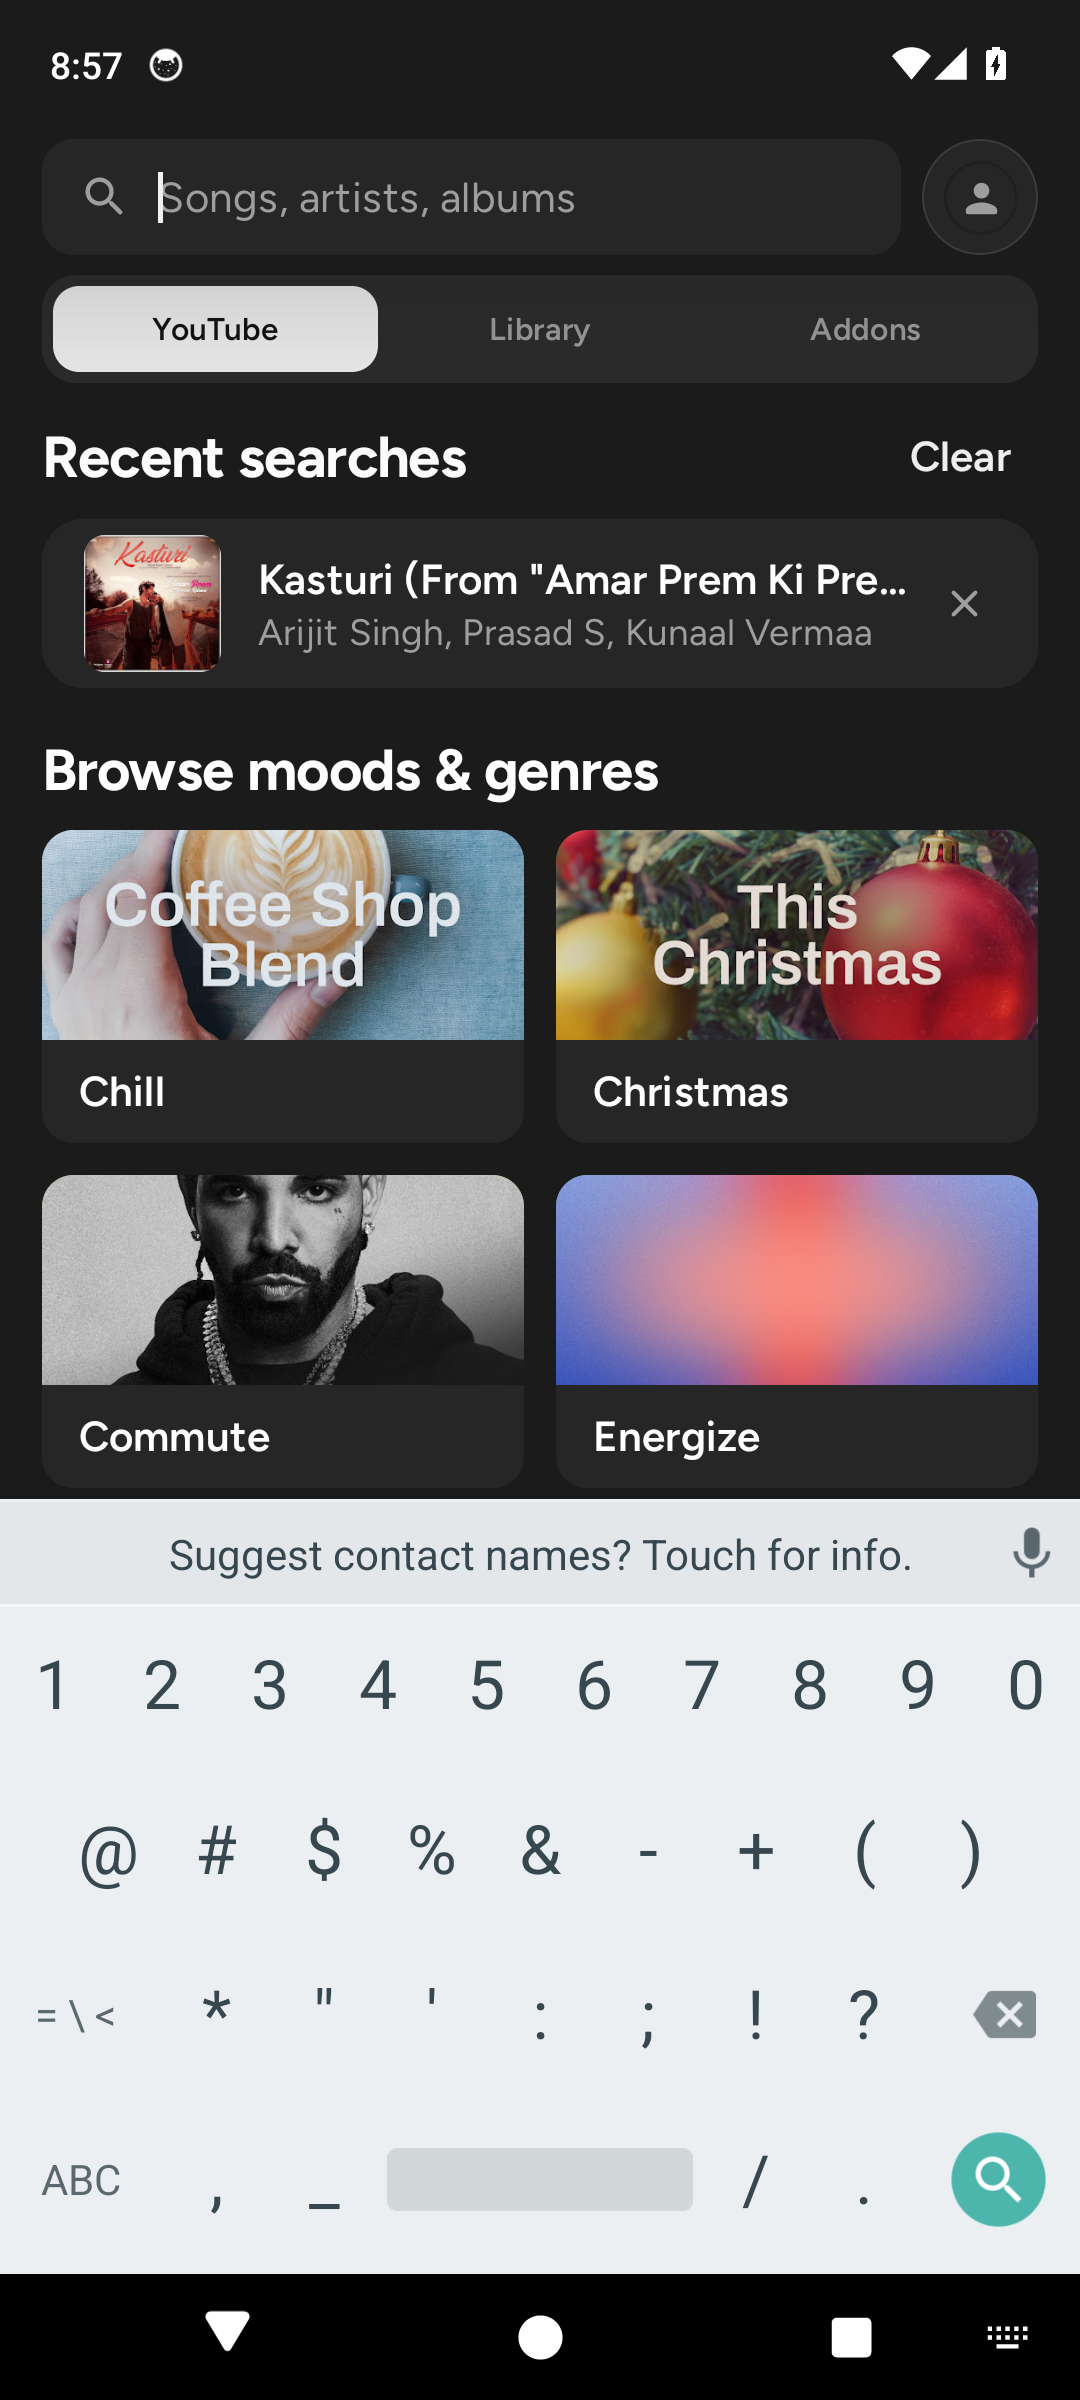 8:57
Songs, artists, albums
YouTube Library Addons
Recent searches Clear
Kasturi
Kasturi (From "Amar Prem Ki Pre...
Arijit Singh, Prasad S, Kunaal Vermaa
Browse moods & genres
Coffee Shop
Blend
This
Christmas
Chill Christmas
Commute Energize
Suggest contact names? Touch for info.
1 2 3 4 5 6 7 8 9 0
@ # $ % & - + ( )
= \ < * " ' : ; ! ?
ABC , _ / .